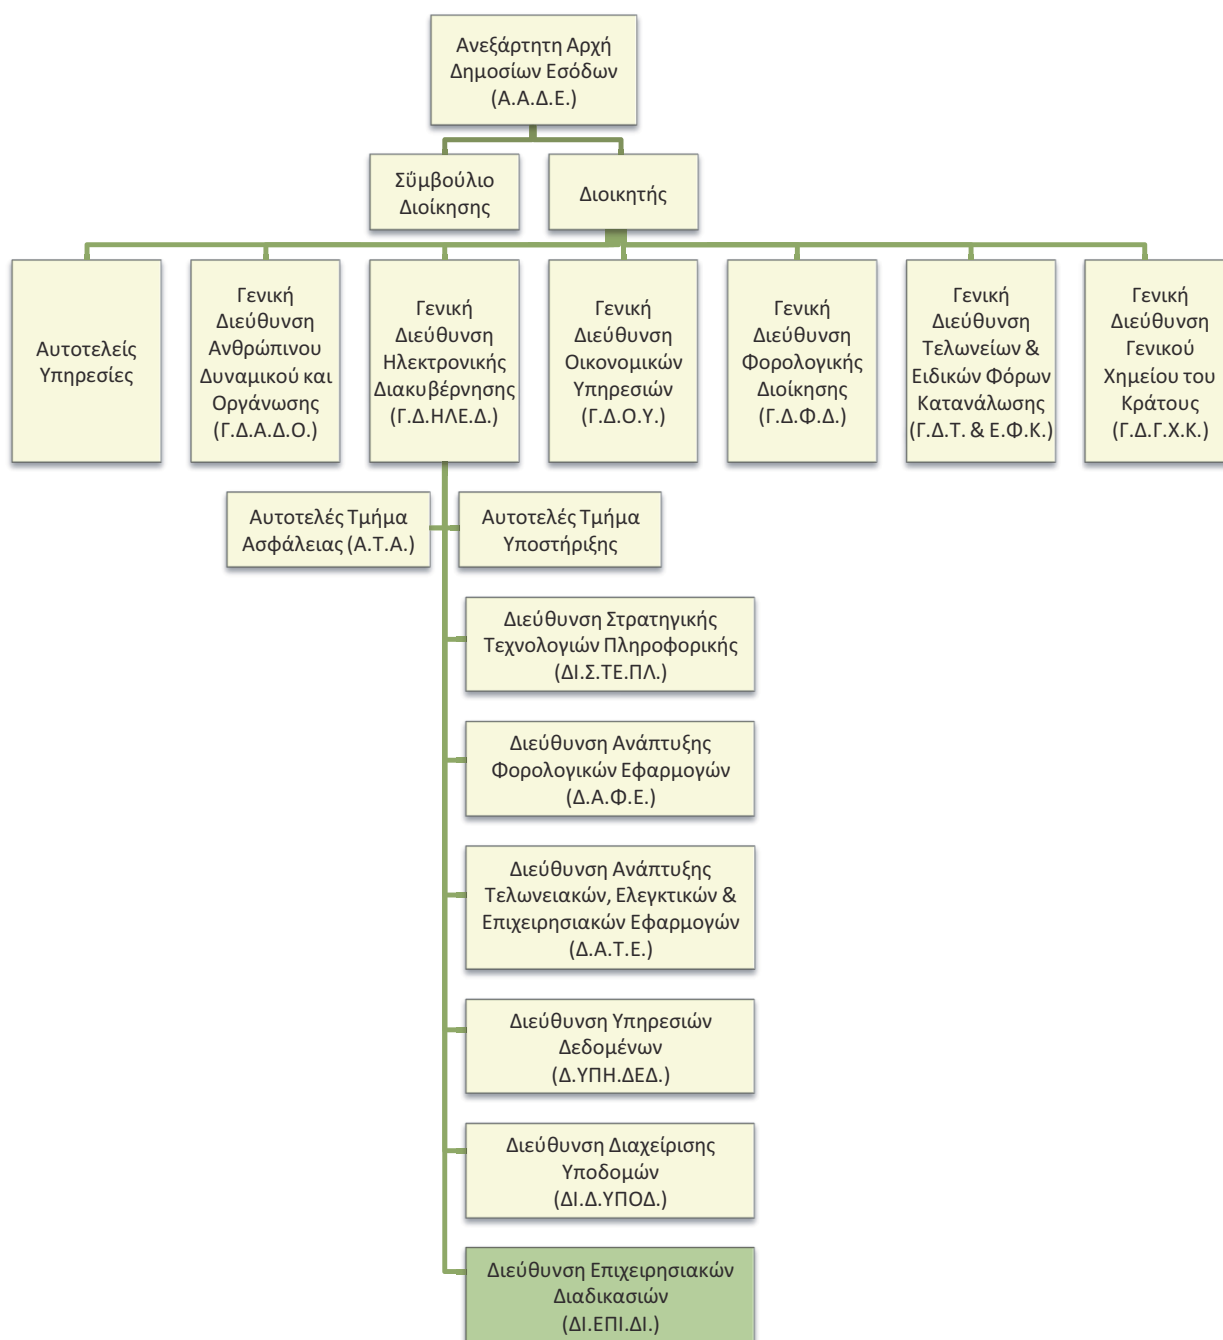 Ανεξάρτητη Αρχή
Δημοσίων Εσόδων
(Α.Α.Δ.Ε.)
Σΰμβούλιο
Διοίκησης
Διοικητής
Αυτοτελείς
Υπηρεσίες
Γενική
Διεύθυνση
Ανθρώπινου
Δυναμικού και
Οργάνωσης
(Γ.Δ.Α.Δ.Ο.)
Γενική
Διεύθυνση
Ηλεκτρονικής
Διακυβέρνησης
(Γ.Δ.ΗΛΕ.Δ.)
Γενική
Διεύθυνση
Οικονομικών
Υπηρεσιών
(Γ.Δ.Ο.Υ.)
Γενική
Διεύθυνση
Φορολογικής
Διοίκησης
(Γ.Δ.Φ.Δ.)
Γενική
Διεύθυνση
Τελωνείων &
Ειδικών Φόρων
Κατανάλωσης
(Γ.Δ.Τ. & Ε.Φ.Κ.)
Γενική
Διεύθυνση
Γενικού
Χημείου του
Κράτους
(Γ.Δ.Γ.Χ.Κ.)
Αυτοτελές Τμήμα
Ασφάλειας (Α.Τ.Α.)
Αυτοτελές Τμήμα
Υποστήριξης
Διεύθυνση Στρατηγικής
Τεχνολογιών Πληροφορικής
(ΔΙ.Σ.ΤΕ.ΠΛ.)
Διεύθυνση Ανάπτυξης
Φορολογικών Εφαρμογών
(Δ.Α.Φ.Ε.)
Διεύθυνση Ανάπτυξης
Τελωνειακών, Ελεγκτικών &
Επιχειρησιακών Εφαρμογών
(Δ.Α.Τ.Ε.)
Διεύθυνση Υπηρεσιών
Δεδομένων
(Δ.ΥΠΗ.ΔΕΔ.)
Διεύθυνση Διαχείρισης
Υποδομών
(ΔΙ.Δ.ΥΠΟΔ.)
Διεύθυνση Επιχειρησιακών
Διαδικασιών
(ΔΙ.ΕΠΙ.ΔΙ.)